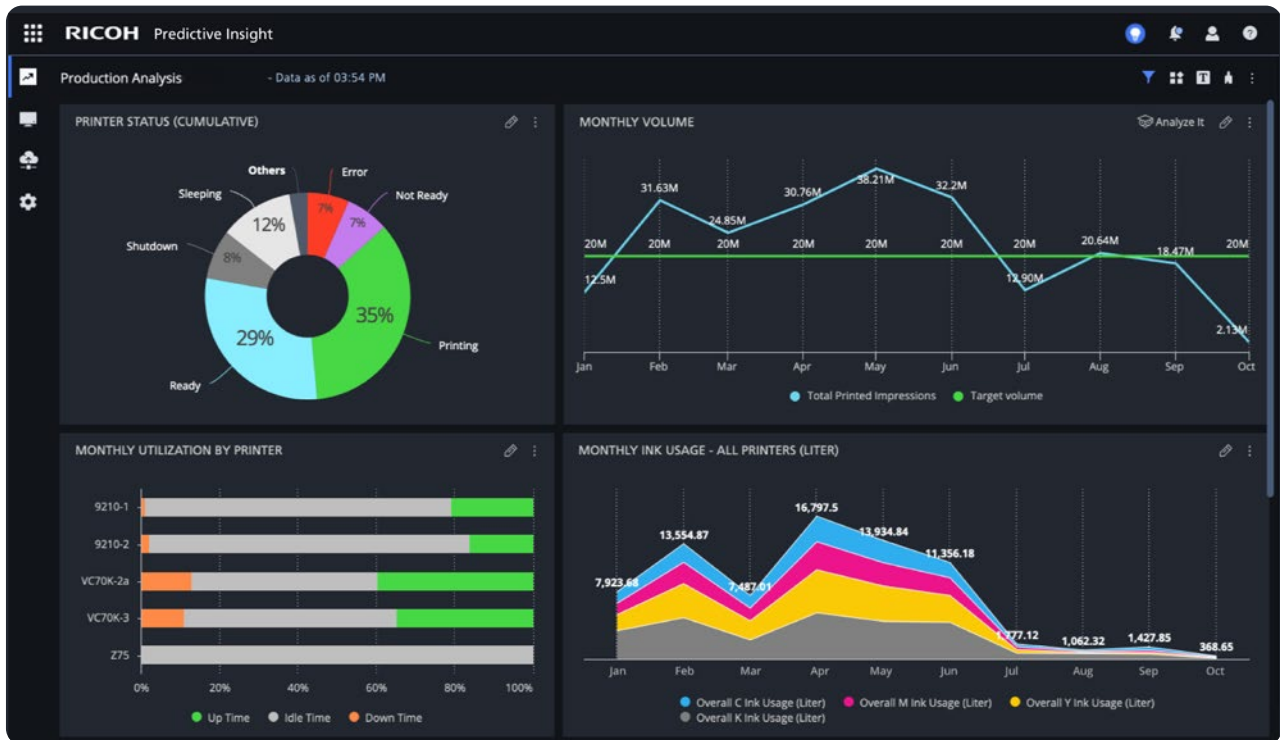 RICOH Predictive Insight
Production Analysis - Data as of 03:54 PM
PRINTER STATUS (CUMULATIVE)
Others
Error
Sleeping
Not Ready
7%
12%
7%
Shutdown
8%
35%
29%
Printing
Ready
MONTHLY VOLUME
Analyze It
38.21M
31.63M
30.76M
32.2M
24.85M
20M 20M 20M 20M 20M 20M 20M 20.64M 18.47M 20M
12.5M
12.90M
2.13M
Jan Feb Mar Apr May Jun Jul Aug Sep Oct
Total Printed Impressions Target volume
MONTHLY UTILIZATION BY PRINTER
9210-1
9210-2
VC70K-2a
VC70K-3
Z75
0% 20% 40% 60% 80% 100%
Up Time Idle Time Down Time
MONTHLY INK USAGE - ALL PRINTERS (LITER)
16,797.5
13,554.87
13,934.84
11,356.18
7,923.68
7,487.01
1,777.12
1,062.32
1,427.85
368.65
Jan Feb Mar Apr May Jun Jul Aug Sep Oct
Overall C Ink Usage (Liter) Overall M Ink Usage (Liter) Overall Y Ink Usage (Liter)
Overall K Ink Usage (Liter)